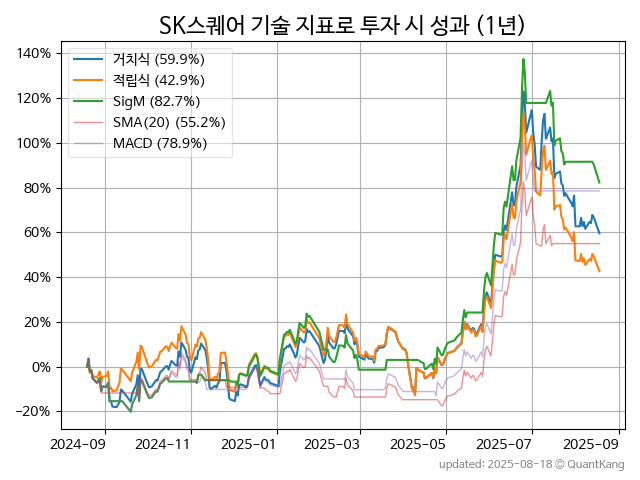 SK스퀘어 기술 지표로 투자 시 성과 (1년)
140%
120%
100%
80%
60%
40%
20%
0%
−20%
거치식 (59.9%)
적립식 (42.9%)
SigM (82.7%)
SMA(20) (55.2%)
MACD (78.9%)
2024-09 2024-11 2025-01 2025-03 2025-05 2025-07 2025-09
updated: 2025-08-18 © QuantKang